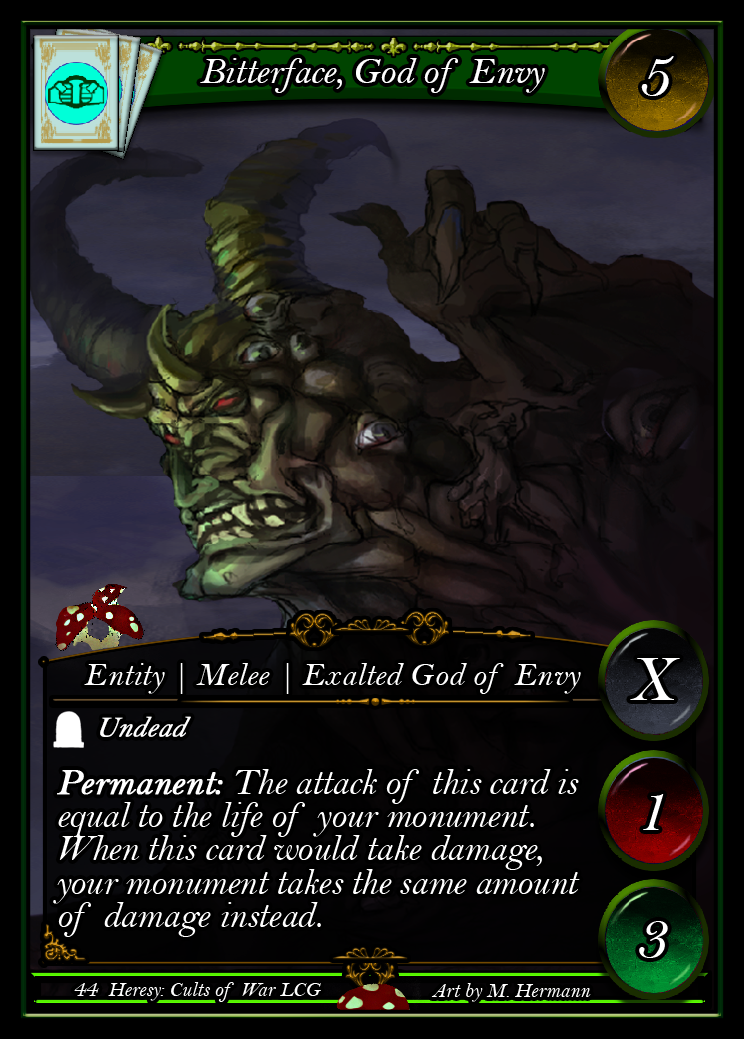 Bitterface, God of Envy
5
Entity | Melee | Exalted God of Envy
X
Undead
Permanent: The attack of this card is
equal to the life of your monument.
When this card would take damage,
your monument takes the same amount
of damage instead.
1
3
44 Heresy: Cults of War LCG
Art by M. Hermann